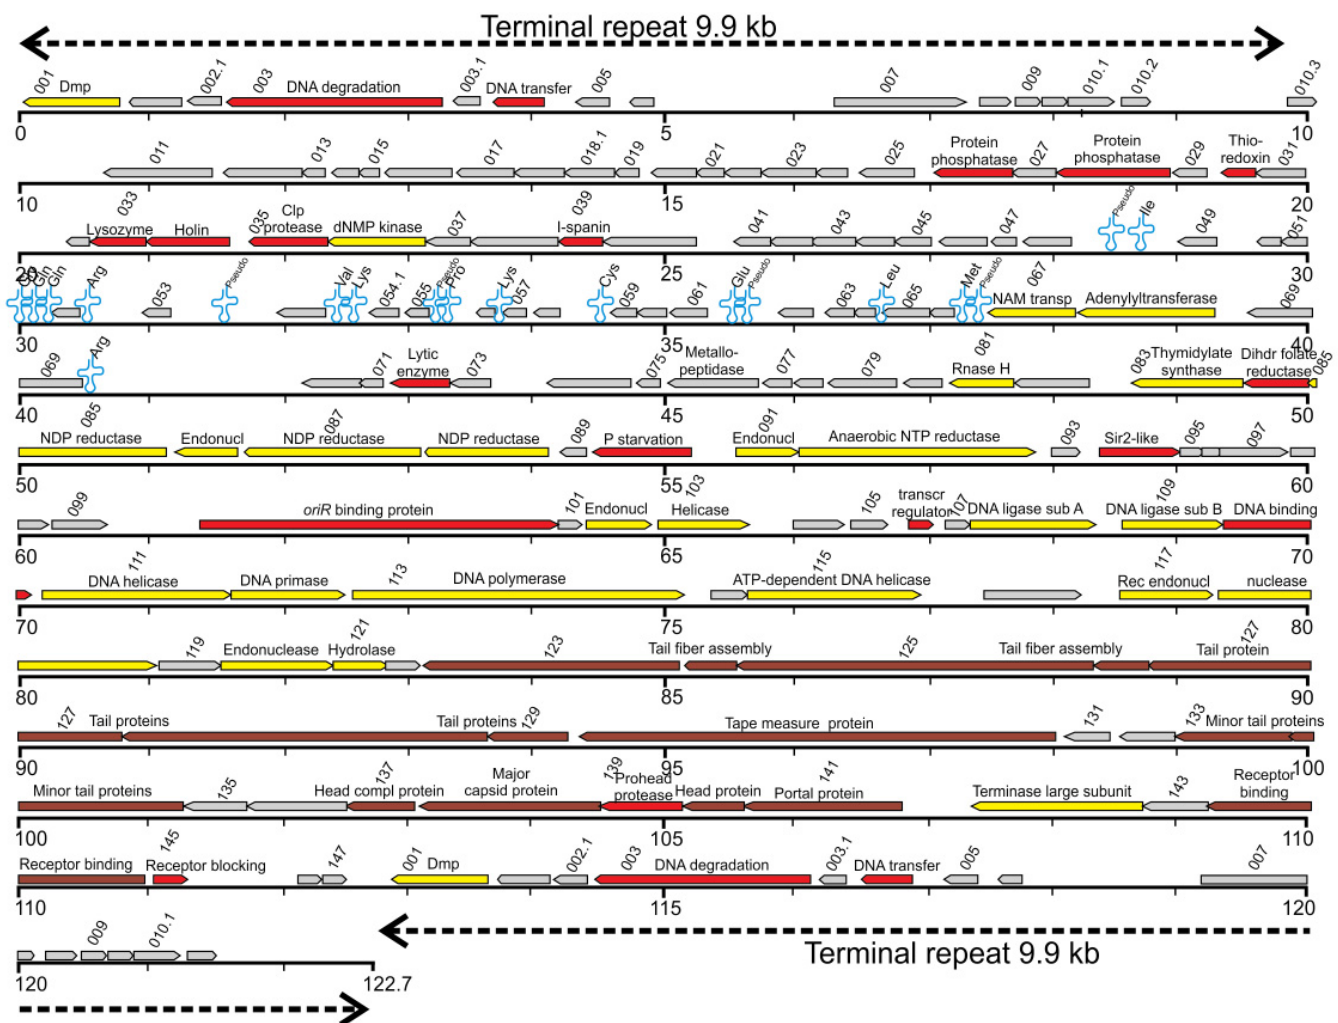 Terminal repeat 9.9 kb
001 Dmp 002.1 003 DNA degradation 003.1 DNA transfer 005 007 009 010.1 010.2 010.3
0 5 10
011 013 015 017 018.1 019 021 023 025 Protein phosphatase 027 Protein phosphatase 029 Thio-redoxin 031
10 15 20
033 Lysozyme Holin 035 Clp protease dNMP kinase 037 039 I-spanin 041 043 045 047 Pseudo Ile 049 051
20 25 30
Gln Gln Arg 053 Pseudo Val Lys 054.1 055 Pseudo Pro Lys 057 Cys 059 061 Glu Pseudo 063 Leu 065 Met Pseudo 067 NAM transp Adenylyltransferase 069
30 35 40
069 Arg 071 Lytic enzyme 073 075 Metallo-peptidase 077 079 081 Rnase H 083 Thymidylate synthase Dihdr folate reductase 085
40 45 50
085 NDP reductase Endonucl 087 NDP reductase NDP reductase 089 P starvation 091 Endonucl Anaerobic NTP reductase 093 Sir2-like 095 097
50 55 60
099 oriR binding protein 101 Endonucl 103 Helicase 105 transcr regulator 107 DNA ligase sub A 109 DNA ligase sub B DNA binding
60 65 70
111 DNA helicase DNA primase 113 DNA polymerase 115 ATP-dependent DNA helicase 117 Rec endonucl nuclease
70 75 80
119 Endonuclease 121 Hydrolase 123 Tail fiber assembly 125 Tail fiber assembly 127 Tail protein
80 85 90
127 Tail proteins Tail proteins 129 Tape measure protein 131 133 Minor tail proteins
90 95 100
Minor tail proteins 135 137 Head compl protein Major capsid protein 139 Prohead protease Head protein 141 Portal protein Terminase large subunit 143 Receptor binding
100 105 110
Receptor binding 145 Receptor blocking 147 001 Dmp 002.1 003 DNA degradation 003.1 DNA transfer 005 007
110 115 120
009 010.1
Terminal repeat 9.9 kb
120 122.7